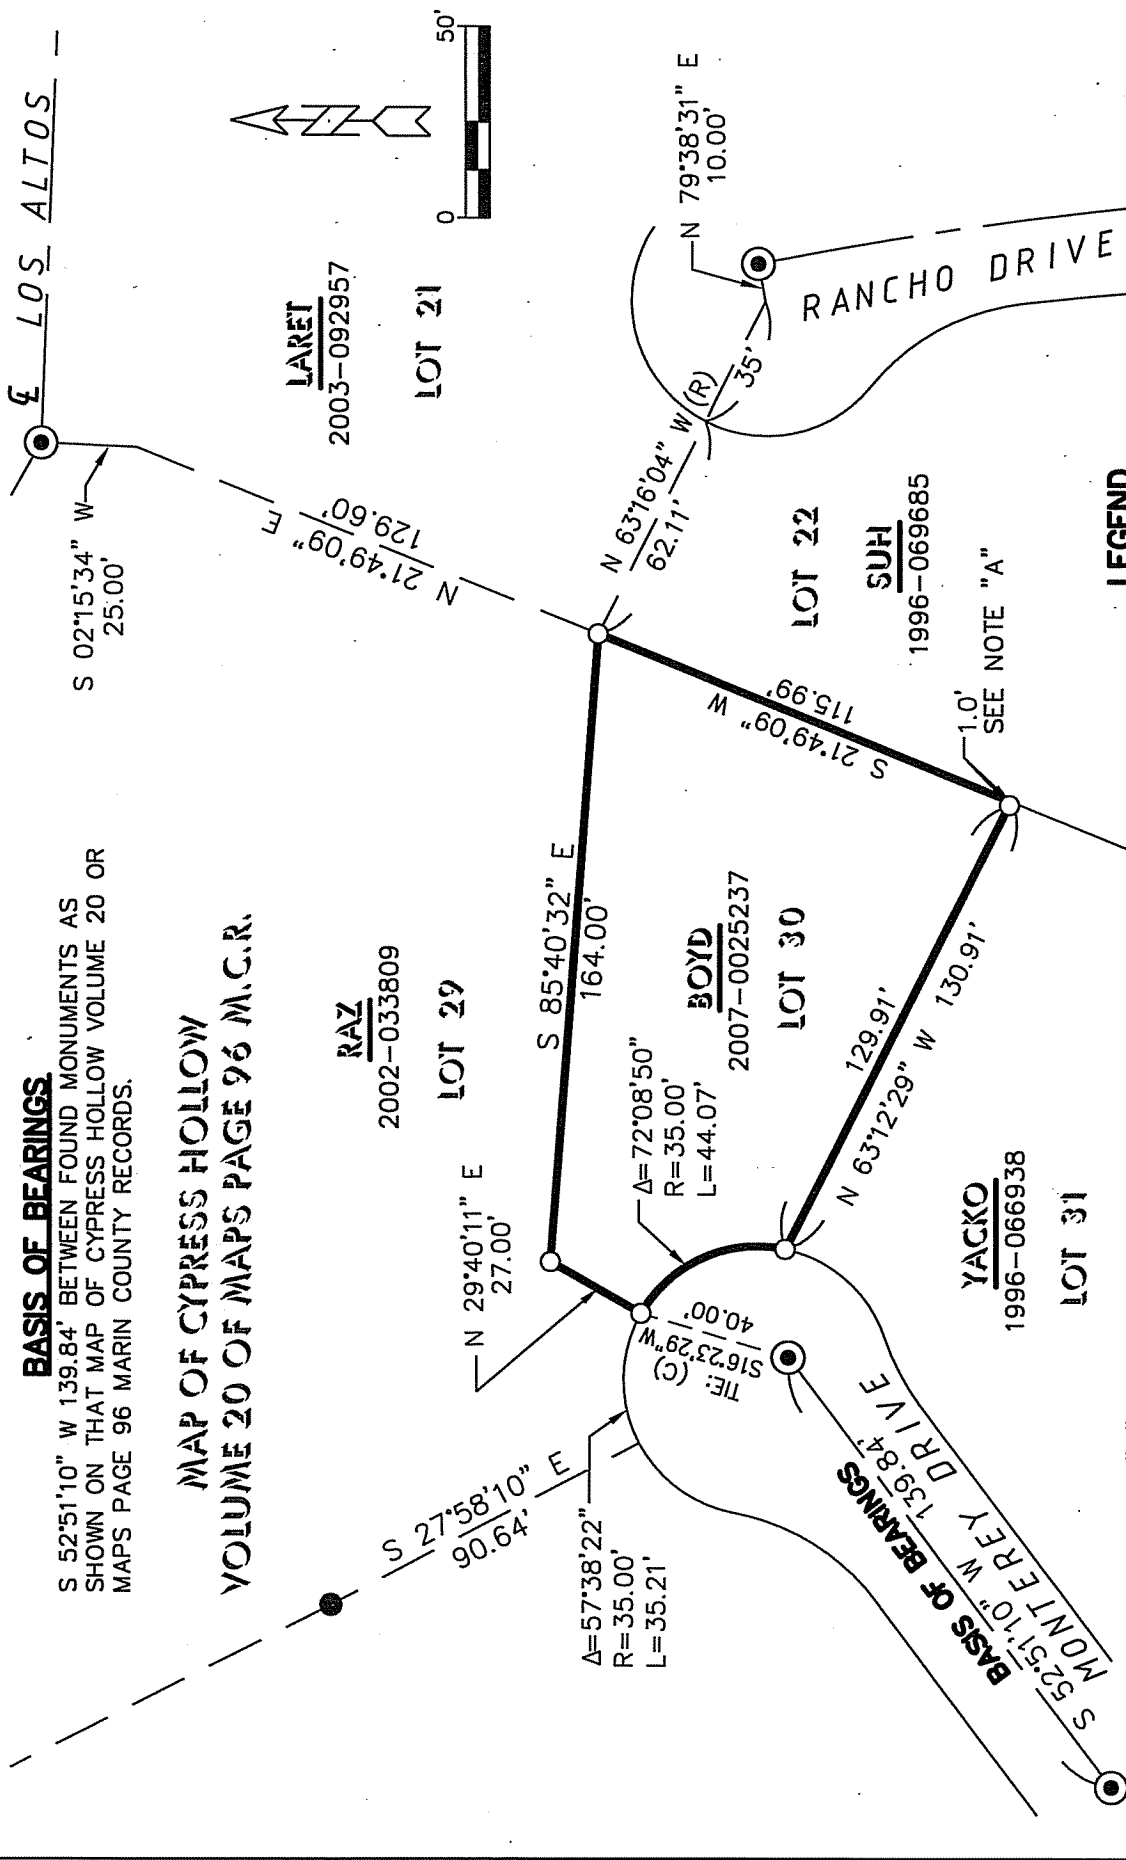 BASIS OF BEARINGS
S 52°51'10" W 139.84' BETWEEN FOUND MONUMENTS AS
SHOWN ON THAT MAP OF CYPRESS HOLLOW VOLUME 20 OR
MAPS PAGE 96 MARIN COUNTY RECORDS.
MAP OF CYPRESS HOLLOW
VOLUME 20 OF MAPS PAGE 96 M.C.R.
℄ LOS ALTOS
S 02°15'34" W
25.00'
N 21°49'09" E
129.60'
LARET
2003-092957
LOT 21
0 50'
RAZ
2002-033809
LOT 29
N 29°40'11" E
27.00'
S 85°40'32" E
164.00'
N 63°16'04" W (R)
62.11'
35'
N 79°38'31" E
10.00'
RANCHO DRIVE
S 27°58'10" E
90.64'
Δ=57°38'22"
R=35.00'
L=35.21'
Δ=72°08'50"
R=35.00'
L=44.07'
TIE: (C)
S16°23'29"W
40.00'
BOYD
2007-0025237
LOT 30
S 21°49'09" W
115.99'
LOT 22
SUH
1996-069685
1.0'
SEE NOTE "A"
129.91'
N 63°12'29" W 130.91'
YACKO
1996-066938
LOT 31
BASIS OF BEARINGS
S 52°51'10" W 139.84'
MONTEREY DRIVE
LEGEND